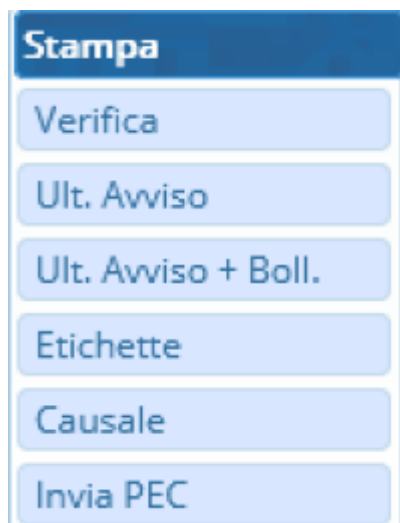 Stampa
Verifica
Ult. Avviso
Ult. Avviso + Boll.
Etichette
Causale
Invia PEC